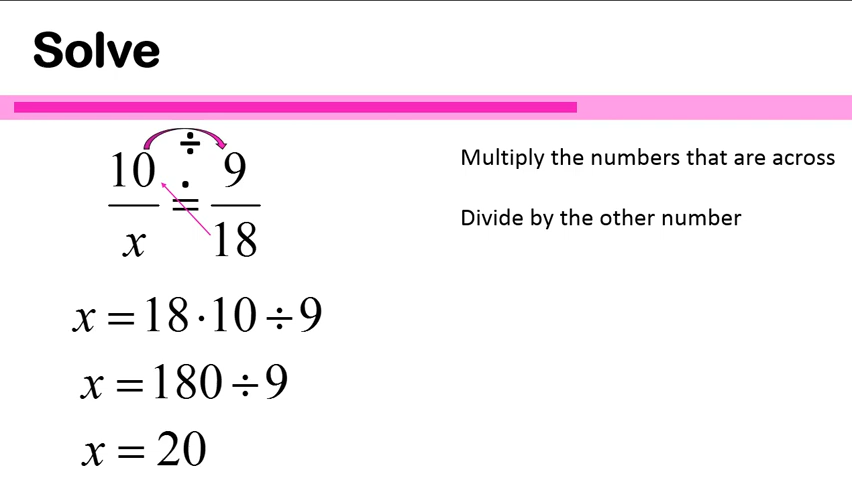 Solve
÷
10 · 9
— = —
x 18
Multiply the numbers that are across
Divide by the other number
x = 18 · 10 ÷ 9
x = 180 ÷ 9
x = 20